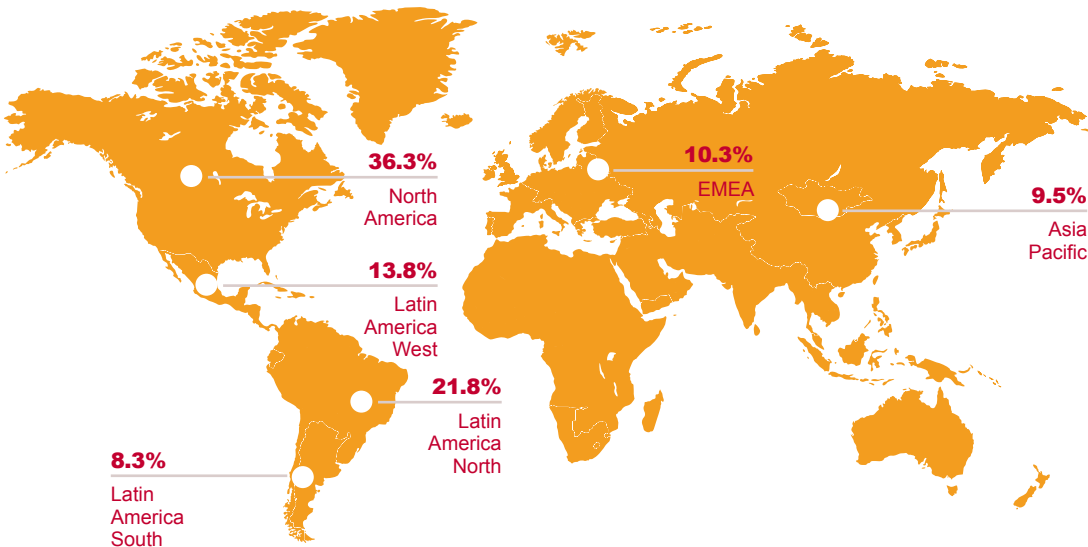 36.3%
North
America
10.3%
EMEA
9.5%
Asia
Pacific
13.8%
Latin
America
West
21.8%
Latin
America
North
8.3%
Latin
America
South